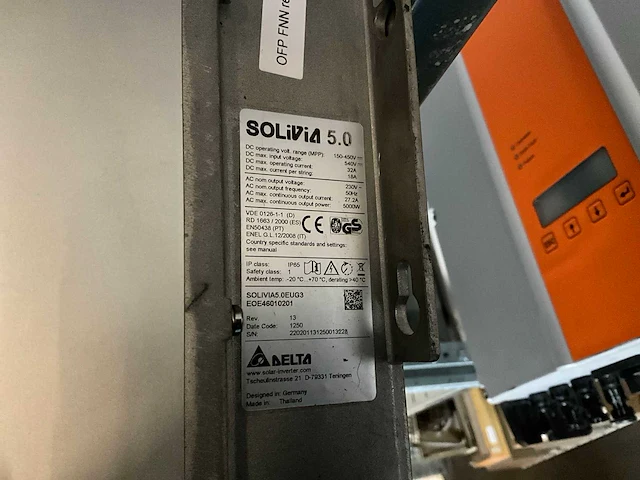 OFP FNN re
SOLiViA 5.0
DC operating volt. range (MPP): 150-450V
DC max. input voltage: 540V
DC max. operating current: 32A
DC max. current per string: 18A
AC nom output voltage: 230V ~
AC nom output frequency: 50Hz
AC max. continuous output current: 27.2A
AC max. continuous output power: 5000W
VDE 0126-1-1 (D)
RD 1663 / 2000 (ES)
EN50438 (PT)
ENEL G.L.12/2008 (IT)
CE GS
Country specific standards and settings:
see manual
IP class: IP65
Safety class: 1
Ambient temp: -20 °C ...+70 °C, derating >40 °C
SOLIVIA5.0EUG3
EOE46010201
Rev. 13
Date Code: 1250
S/N: 220201131250013228
DELTA
www.solar-inverter.com
Tscheulinstrasse 21 D-79331 Teningen
Designed in: Germany
Made in: Thailand